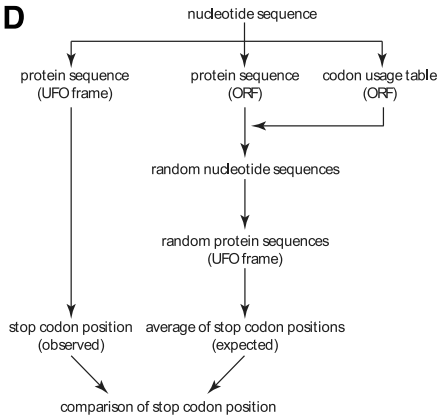 D
nucleotide sequence
protein sequence
(UFO frame)
protein sequence
(ORF)
codon usage table
(ORF)
random nucleotide sequences
random protein sequences
(UFO frame)
stop codon position
(observed)
average of stop codon positions
(expected)
comparison of stop codon position